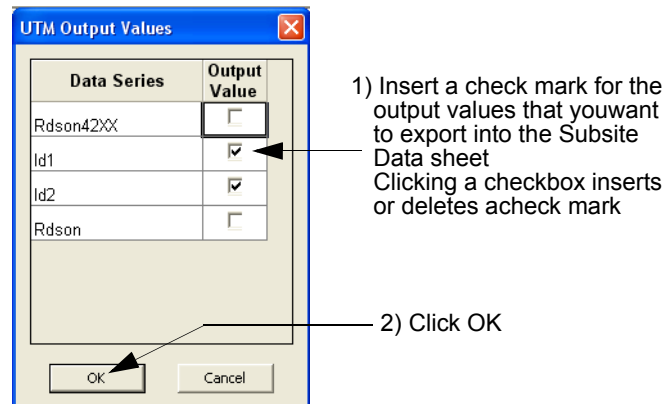 UTM Output Values
Data Series
Output
Value
Rdson42XX
Id1
Id2
Rdson
OK
Cancel
1) Insert a check mark for the
output values that youwant
to export into the Subsite
Data sheet
Clicking a checkbox inserts
or deletes acheck mark
2) Click OK